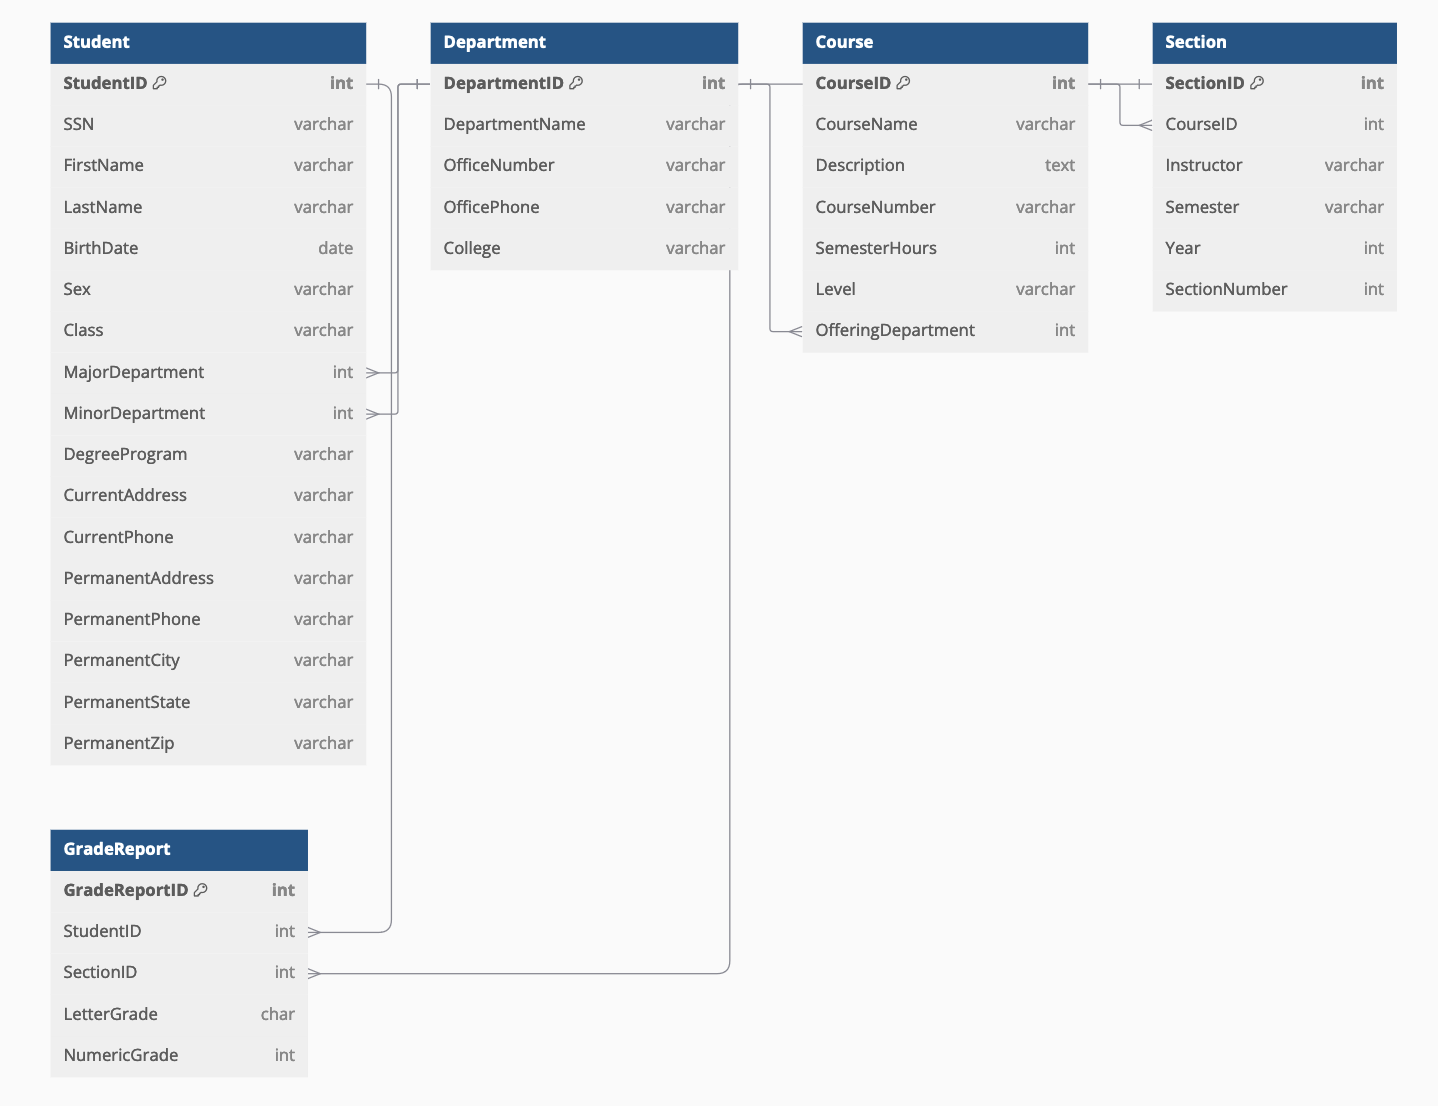 Student
StudentID int
SSN varchar
FirstName varchar
LastName varchar
BirthDate date
Sex varchar
Class varchar
MajorDepartment int
MinorDepartment int
DegreeProgram varchar
CurrentAddress varchar
CurrentPhone varchar
PermanentAddress varchar
PermanentPhone varchar
PermanentCity varchar
PermanentState varchar
PermanentZip varchar
Department
DepartmentID int
DepartmentName varchar
OfficeNumber varchar
OfficePhone varchar
College varchar
Course
CourseID int
CourseName varchar
Description text
CourseNumber varchar
SemesterHours int
Level varchar
OfferingDepartment int
Section
SectionID int
CourseID int
Instructor varchar
Semester varchar
Year int
SectionNumber int
GradeReport
GradeReportID int
StudentID int
SectionID int
LetterGrade char
NumericGrade int